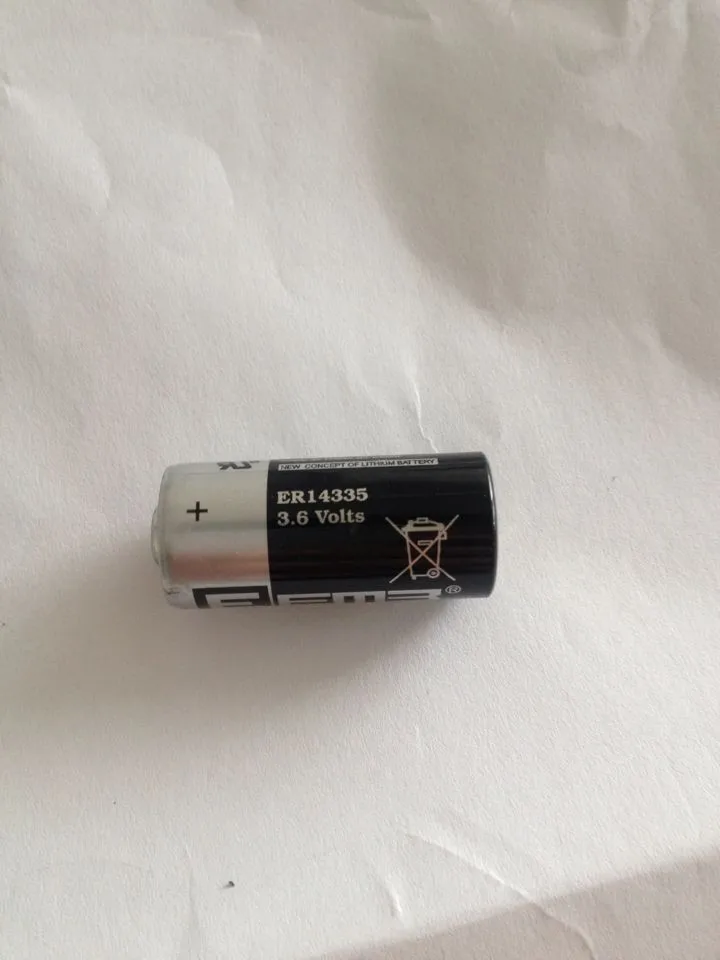 NEW CONCEPT OF LITHIUM BATTERY
ER14335
3.6 Volts
+
®